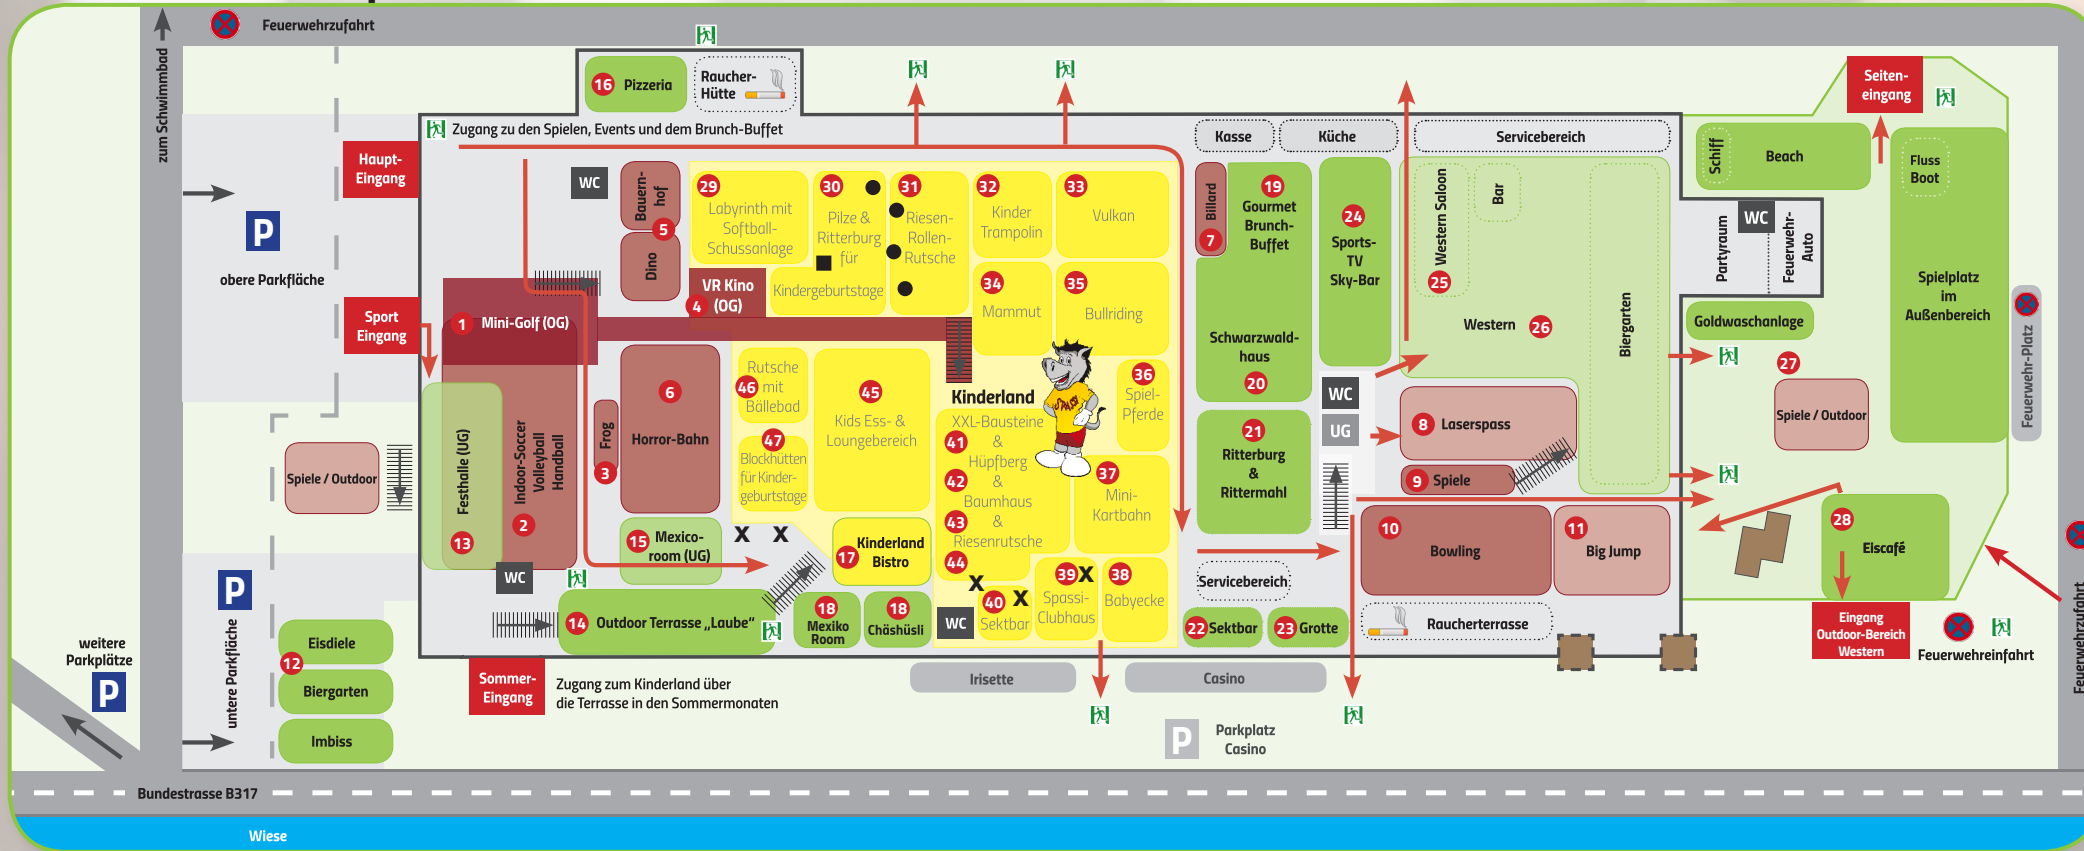 Feuerwehrzufahrt
zum Schwimmbad
16 Pizzeria
Raucher-
Hütte
Zugang zu den Spielen, Events und dem Brunch-Buffet
Haupt-
Eingang
P
obere Parkfläche
Sport
Eingang
WC
Bauern-
hof
5
Dino
29
Labyrinth mit
Softball-
Schussanlage
30
Pilze &
Ritterburg
für
Kindergeburtstage
31
Riesen-
Rollen-
Rutsche
32
Kinder
Trampolin
33
Vulkan
34
Mammut
35
Bullriding
VR Kino
4 (OG)
1 Mini-Golf (OG)
Festhalle (UG)
13
Indoor-Soccer
Volleyball
Handball
2
Frog
3
6
Horror-Bahn
Rutsche
46 mit
Bällebad
47
Blockhütten
für Kinder-
geburtstage
45
Kids Ess- &
Loungebereich
Kinderland
XXL-Bausteine
41 &
Hüpfberg
42 &
Baumhaus
43 &
Riesenrutsche
44
36
Spiel-
Pferde
37
Mini-
Kartbahn
38
Babyecke
39 X
Spassi-
Clubhaus
X
40 X
Sektbar
WC
X X
15 Mexico-
room (UG)
17 Kinderland
Bistro
WC
14 Outdoor Terrasse „Laube“
18
Mexiko
Room
18
Chäshüsli
Spiele / Outdoor
P
untere Parkfläche
weitere
Parkplätze
P
Eisdiele
12
Biergarten
Imbiss
Sommer-
Eingang
Zugang zum Kinderland über
die Terrasse in den Sommermonaten
Irisette
Casino
P
Parkplatz
Casino
Kasse
Küche
Servicebereich
Billard
7
19
Gourmet
Brunch-
Buffet
Schwarzwald-
haus
20
24
Sports-
TV
Sky-Bar
21
Ritterburg
&
Rittermahl
WC
UG
Western Saloon
25
Bar
Western 26
Biergarten
8 Laserspass
9 Spiele
10
Bowling
11
Big Jump
Servicebereich
22 Sektbar
23 Grotte
Raucherterrasse
Seiten-
eingang
Schiff
Beach
Fluss
Boot
Partyraum
WC
Feuerwehr-
Auto
Goldwaschanlage
27
Spiele / Outdoor
Spielplatz
im
Außenbereich
Feuerwehr-Platz
28
Eiscafé
Eingang
Outdoor-Bereich
Western
Feuerwehreinfahrt
Feuerwehrzufahrt
Bundestrasse B317
Wiese